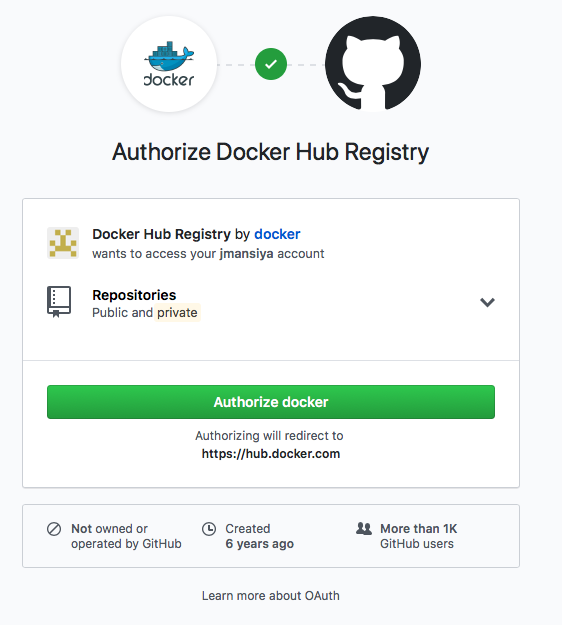 docker
Authorize Docker Hub Registry
Docker Hub Registry by docker
wants to access your jmansiya account
Repositories
Public and private
Authorize docker
Authorizing will redirect to
https://hub.docker.com
Not owned or
operated by GitHub
Created
6 years ago
More than 1K
GitHub users
Learn more about OAuth